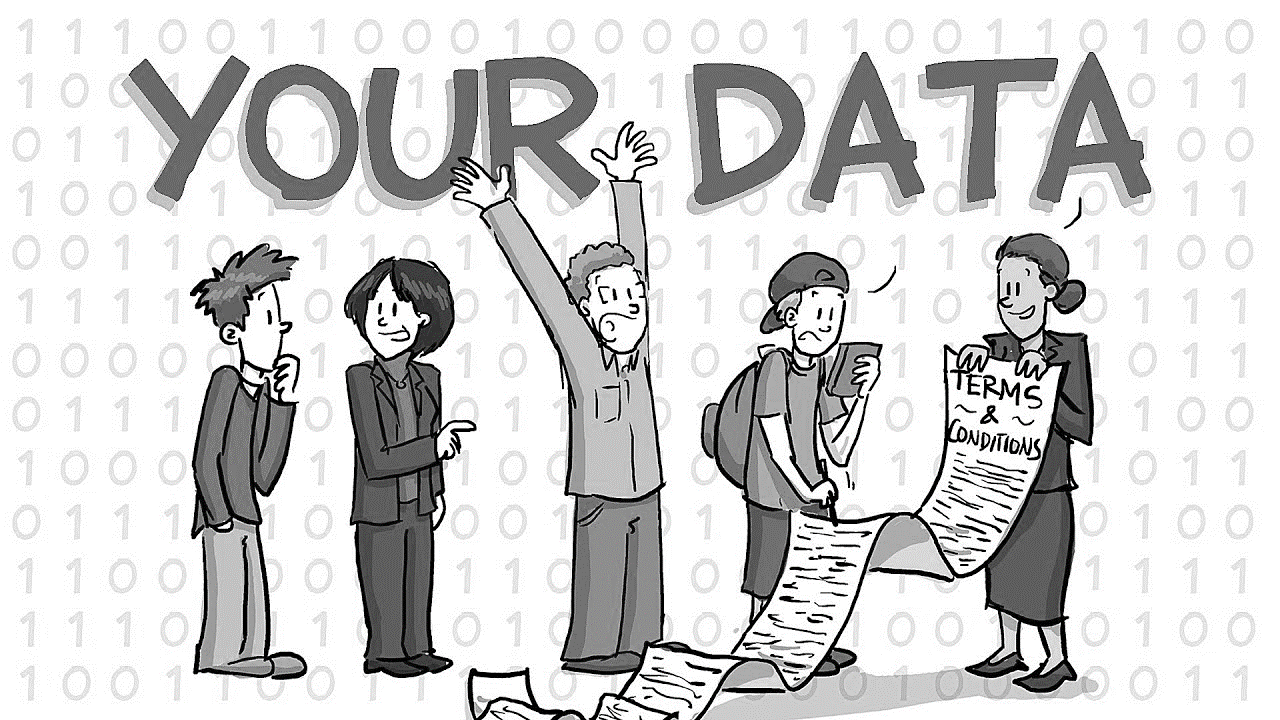 YOUR DATA
TERMS
&
CONDITIONS